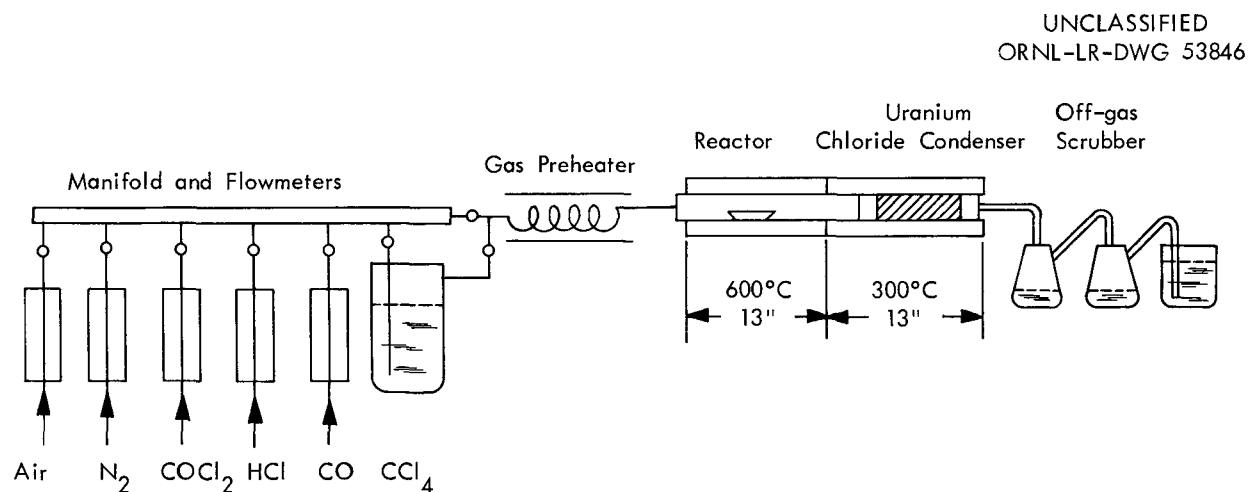 UNCLASSIFIED
ORNL-LR-DWG 53846
Uranium
Chloride Condenser
Off-gas
Scrubber
Reactor
Gas Preheater
Manifold and Flowmeters
600°C
13"
300°C
13"
Air
N₂
COCl₂
HCl
CO
CCl₄